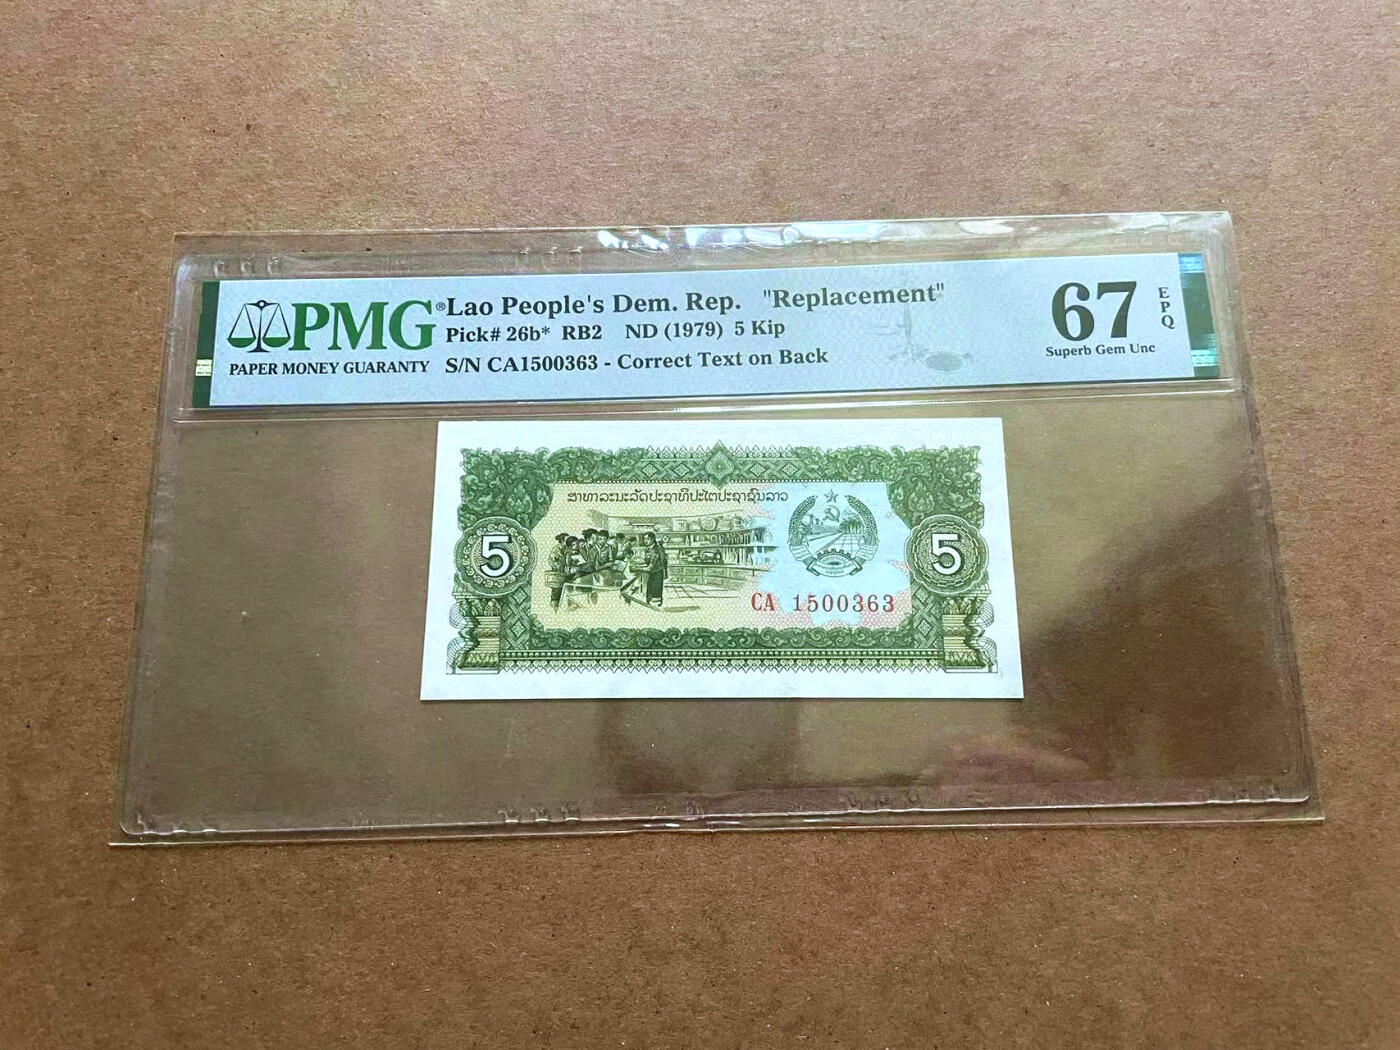 PMG®
PAPER MONEY GUARANTY
Lao People's Dem. Rep. "Replacement"
Pick# 26b* RB2 ND (1979) 5 Kip
S/N CA1500363 - Correct Text on Back
67 EPQ
Superb Gem Unc
ສາທາລະນະລັດປະຊາທິປະໄຕປະຊາຊົນລາວ
5
5
CA 1500363